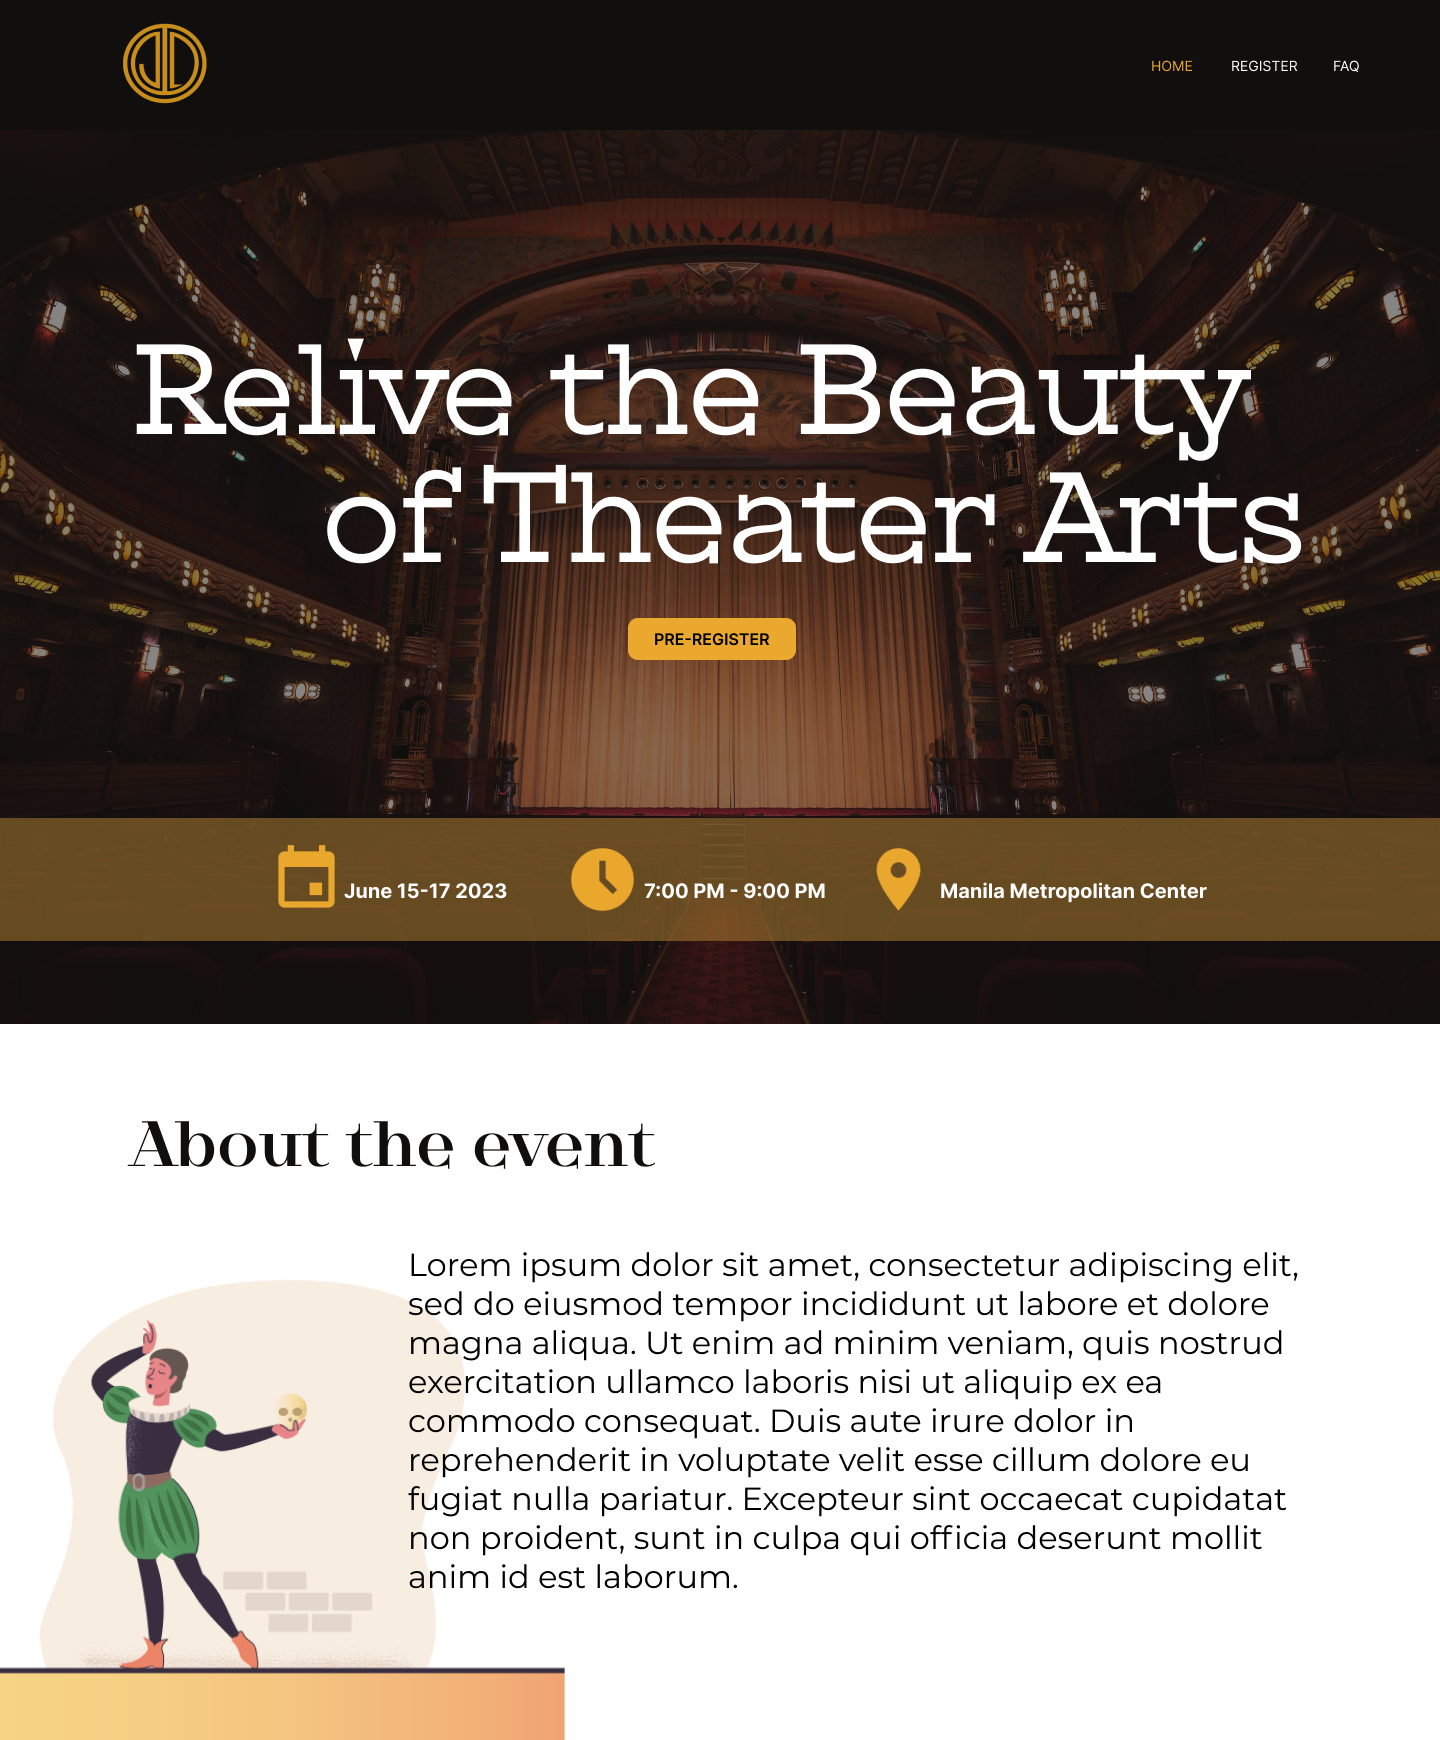 JD
HOME REGISTER FAQ
Relive the Beauty
of Theater Arts
PRE-REGISTER
June 15-17 2023 7:00 PM - 9:00 PM Manila Metropolitan Center
About the event
Lorem ipsum dolor sit amet, consectetur adipiscing elit,
sed do eiusmod tempor incididunt ut labore et dolore
magna aliqua. Ut enim ad minim veniam, quis nostrud
exercitation ullamco laboris nisi ut aliquip ex ea
commodo consequat. Duis aute irure dolor in
reprehenderit in voluptate velit esse cillum dolore eu
fugiat nulla pariatur. Excepteur sint occaecat cupidatat
non proident, sunt in culpa qui officia deserunt mollit
anim id est laborum.